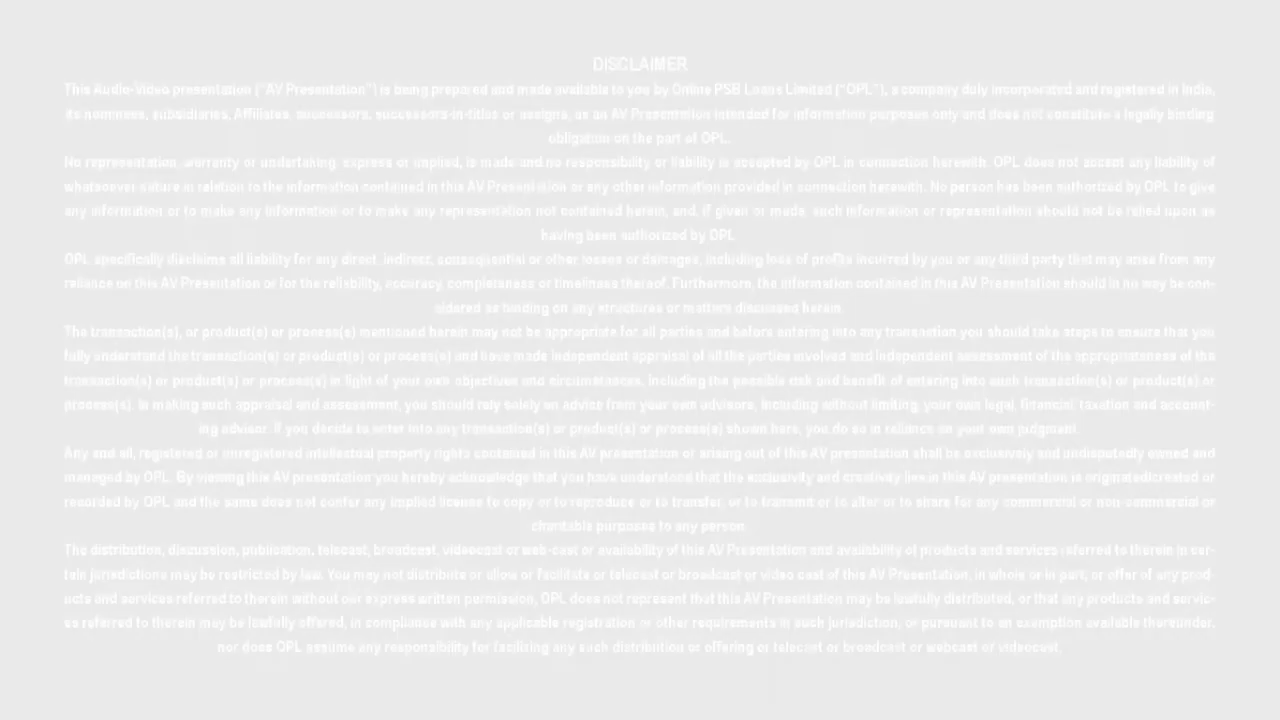 DISCLAIMER
This Audio-Video presentation ("AV Presentation") is being prepared and made available to you by Online PSB Loans Limited ("OPL"), a company duly incorporated and registered in India,
its nominees, subsidiaries, Affiliates, successors, successors-in-titles or assigns, as an AV Presentation intended for information purposes only and does not constitute a legally binding
obligation on the part of OPL.
No representation, warranty or undertaking, express or implied, is made and no responsibility or liability is accepted by OPL in connection herewith. OPL does not accept any liability of
whatsoever nature in relation to the information contained in this AV Presentation or any other information provided in connection herewith. No person has been authorized by OPL to give
any information or to make any information or to make any representation not contained herein, and, if given or made, such information or representation should not be relied upon as
having been authorized by OPL.
OPL specifically disclaims all liability for any direct, indirect, consequential or other losses or damages, including loss of profits incurred by you or any third party that may arise from any
reliance on this AV Presentation or for the reliability, accuracy, completeness or timeliness thereof. Furthermore, the information contained in this AV Presentation should in no way be con-
sidered as binding on any structures or matters discussed herein.
The transaction(s), or product(s) or process(s) mentioned herein may not be appropriate for all parties and before entering into any transaction you should take steps to ensure that you
fully understand the transaction(s) or product(s) or process(s) and have made independent appraisal of all the parties involved and independent assessment of the appropriateness of the
transaction(s) or product(s) or process(s) in light of your own objectives and circumstances, including the possible risk and benefit of entering into such transaction(s) or product(s) or
process(s). In making such appraisal and assessment, you should rely solely on advice from your own advisors, including without limiting, your own legal, financial, taxation and account-
ing advisor. If you decide to enter into any transaction(s) or product(s) or process(s) shown here, you do so in reliance on your own judgment.
Any and all, registered or unregistered intellectual property rights contained in this AV presentation or arising out of this AV presentation shall be exclusively and undisputedly owned and
managed by OPL. By viewing this AV presentation you hereby acknowledge that you have understood that the exclusivity and creativity lies in this AV presentation is originated/created or
recorded by OPL and the same does not confer any implied license to copy or to reproduce or to transfer, or to transmit or to alter or to share for any commercial or non-commercial or
charitable purposes to any person.
The distribution, discussion, publication, telecast, broadcast, videocast or web-cast or availability of this AV Presentation and availability of products and services referred to therein in cer-
tain jurisdictions may be restricted by law. You may not distribute or allow or facilitate or telecast or broadcast or video cast of this AV Presentation, in whole or in part, or offer of any prod-
ucts and services referred to therein without our express written permission, OPL does not represent that this AV Presentation may be lawfully distributed, or that any products and servic-
es referred to therein may be lawfully offered, in compliance with any applicable registration or other requirements in such jurisdiction, or pursuant to an exemption available thereunder,
nor does OPL assume any responsibility for facilizing any such distribution or offering or telecast or broadcast or webcast or videocast.